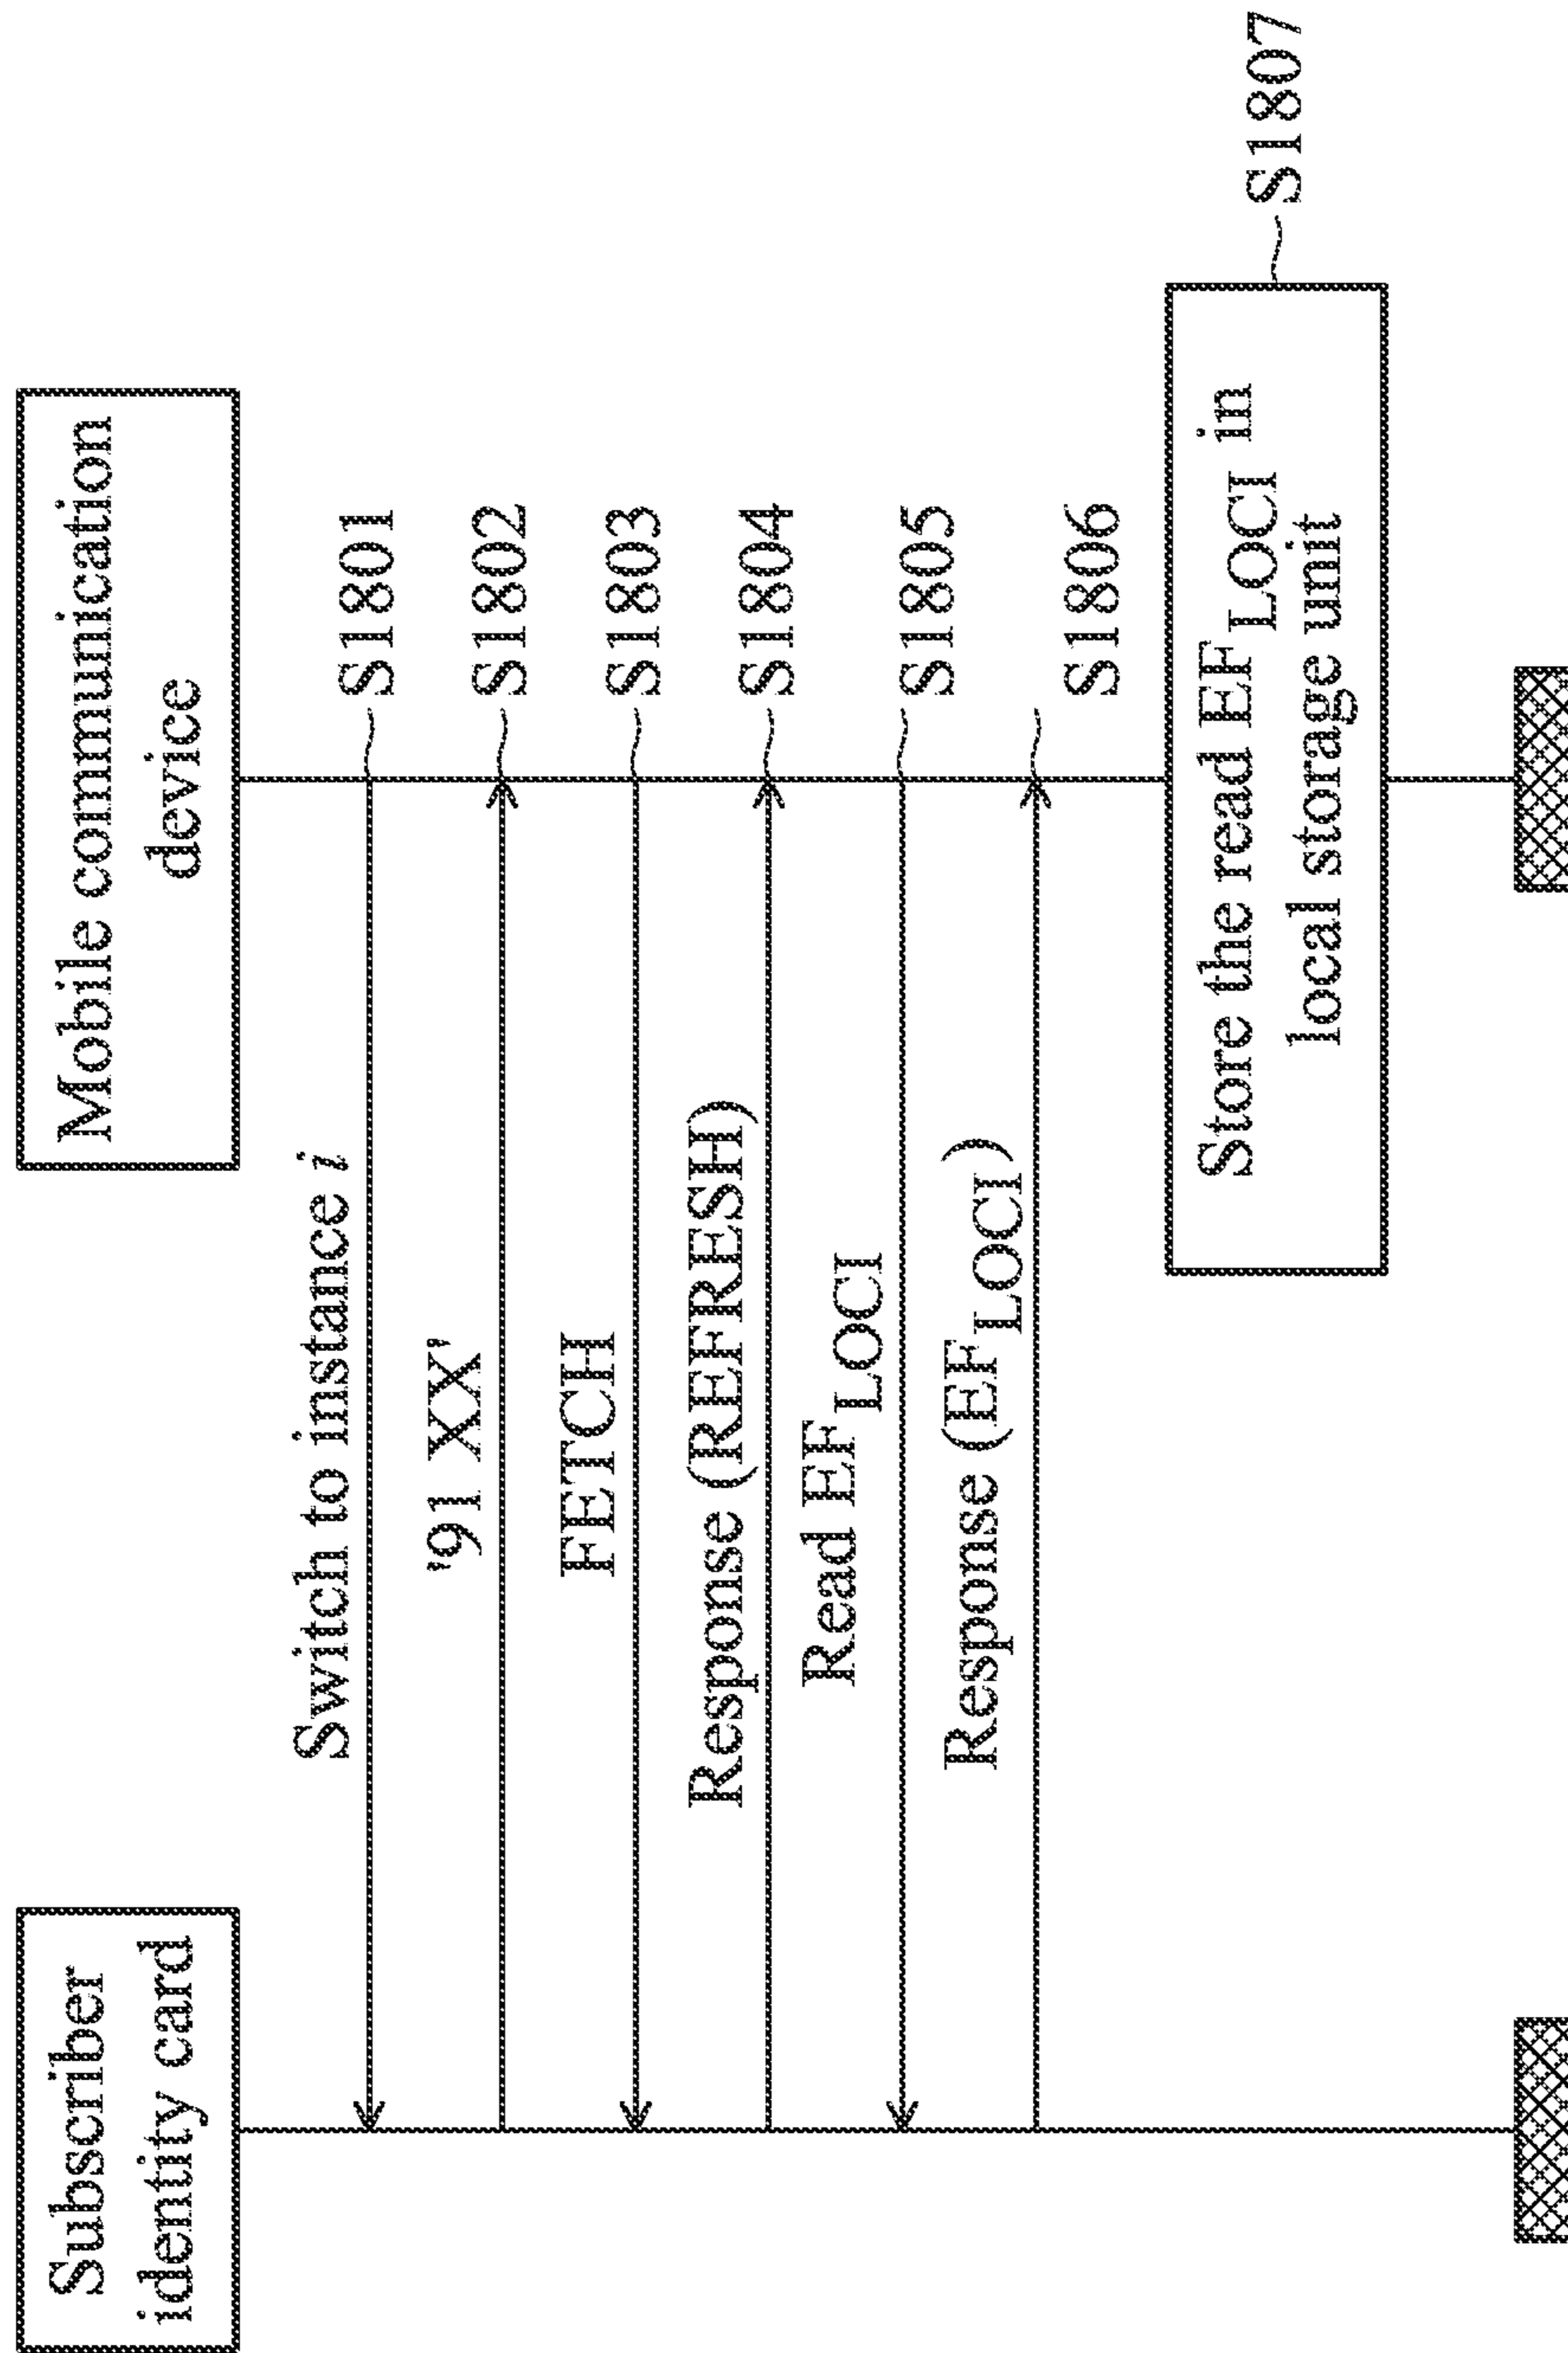 Subscriber
identity card
Mobile communication
device
Switch to instance i
S1801
'91 XX'
S1802
FETCH
S1803
Response (REFRESH)
S1804
Read EF LOCI
S1805
Response (EF LOCI)
S1806
Store the read EF LOCI in
local storage unit
S1807